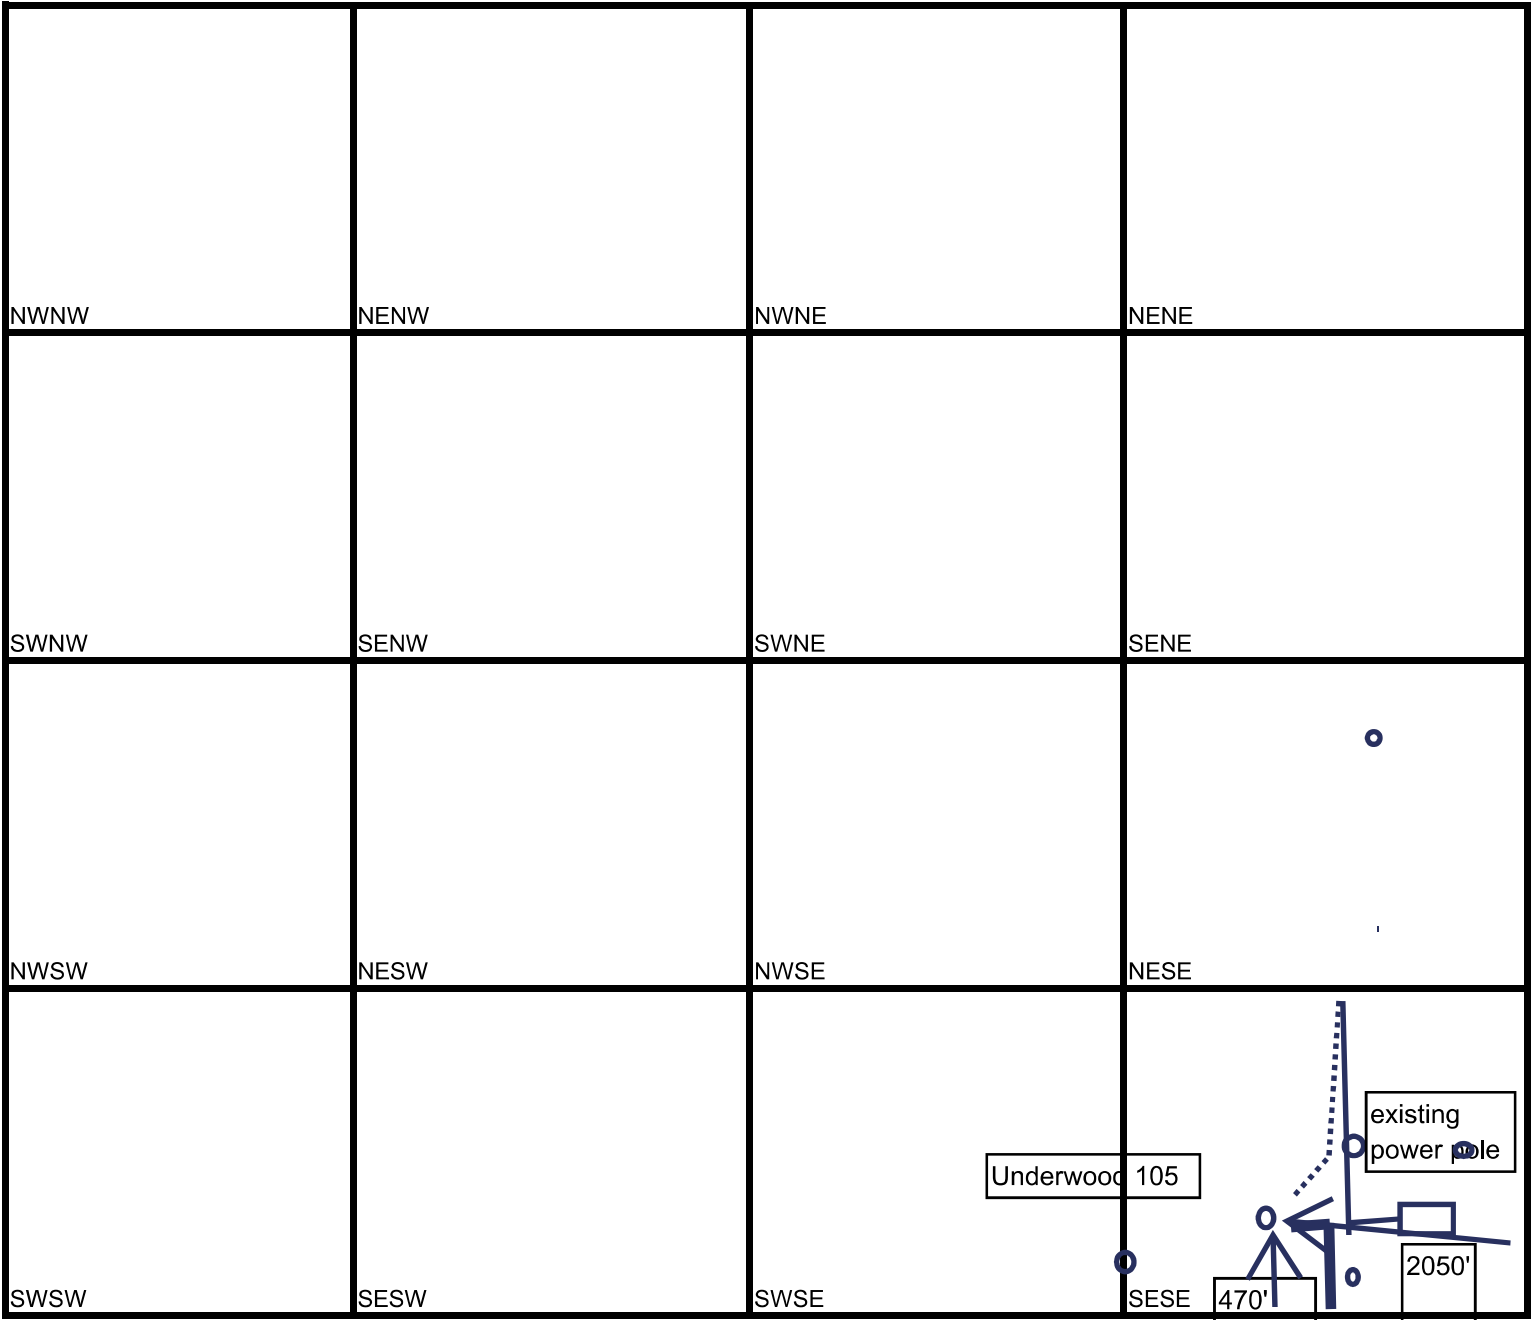 NWNW
NENW
NWNE
NENE
SWNW
SENW
SWNE
SENE
NWSW
NESW
NWSE
NESE
existing
power pole
Underwood 105
2050'
SWSW
SESW
SWSE
SESE
470'